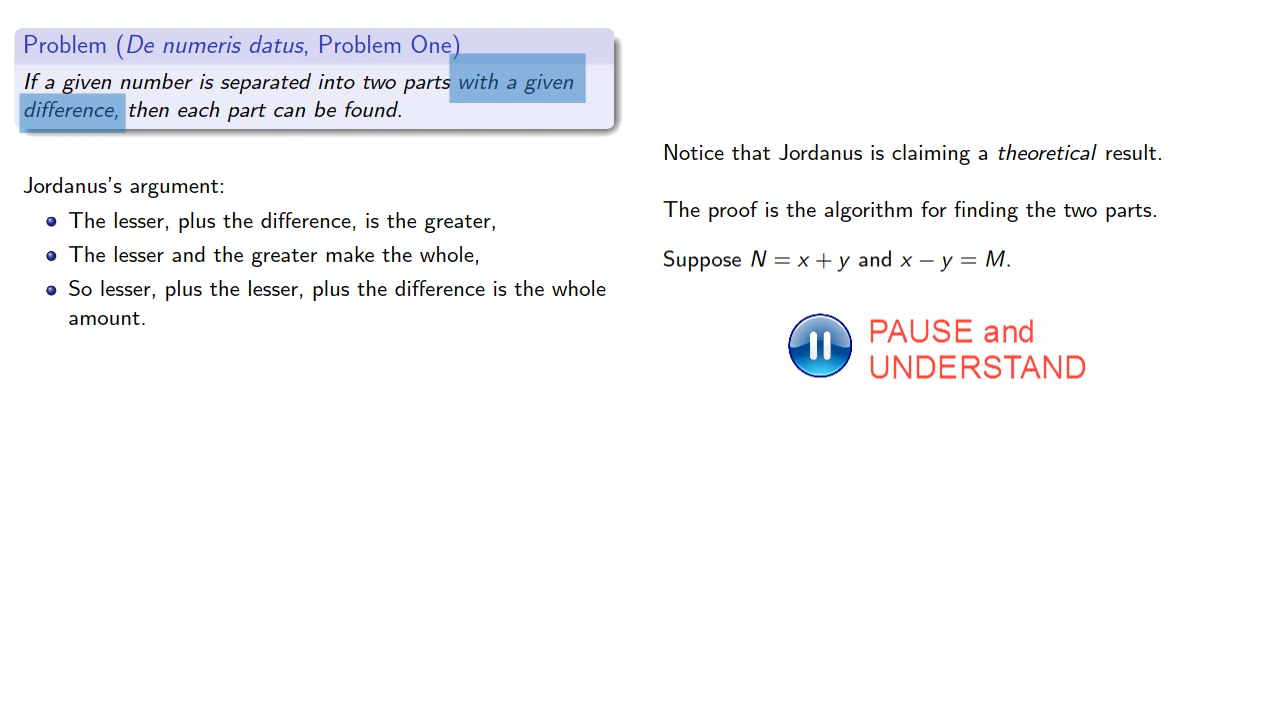 Problem (De numeris datus, Problem One)
If a given number is separated into two parts with a given
difference, then each part can be found.
Jordanus's argument:
The lesser, plus the difference, is the greater,
The lesser and the greater make the whole,
So lesser, plus the lesser, plus the difference is the whole
amount.
Notice that Jordanus is claiming a theoretical result.
The proof is the algorithm for finding the two parts.
Suppose N = x + y and x − y = M.
PAUSE and
UNDERSTAND